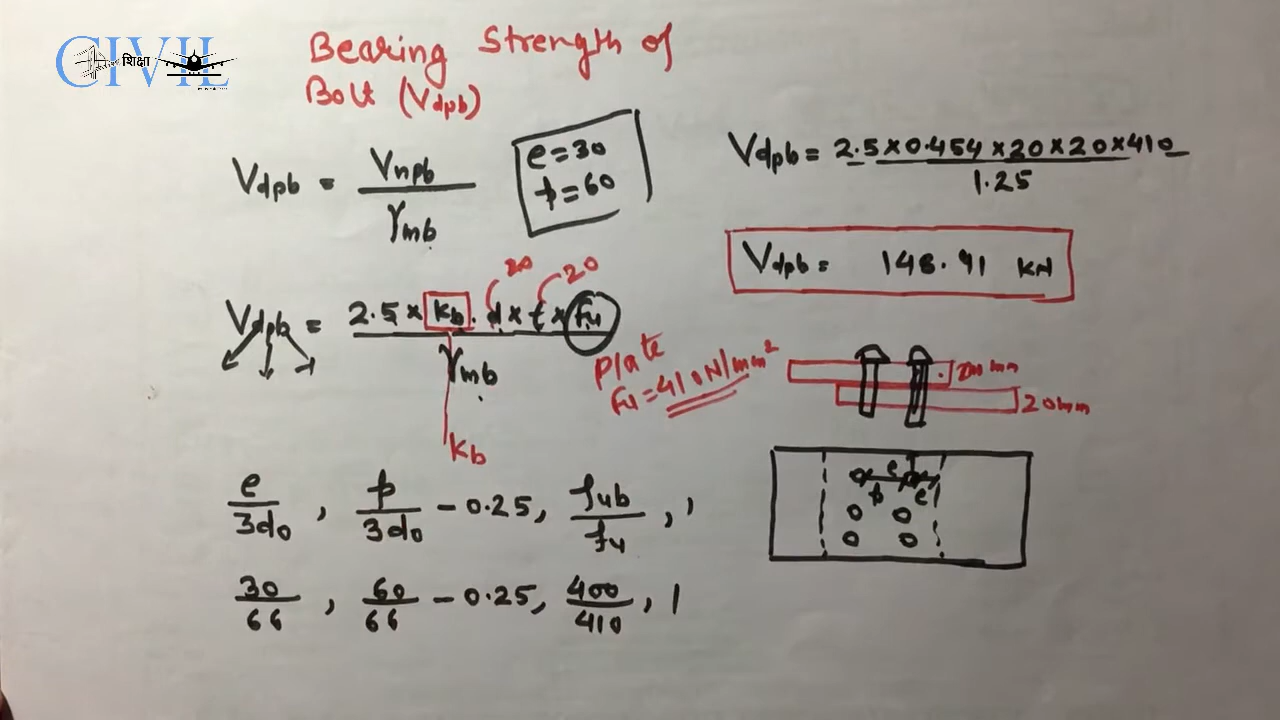 CIVIL शिक्षा
Bearing Strength of
Bolt (Vdpb)
Vdpb = Vnpb / γmb
e = 30
p = 60
Vdpb = 2.5 × 0.454 × 20 × 20 × 410 / 1.25
Vdpb = 148.91 KN
20 20
Vdpb = 2.5 × Kb . d × t × Fu / γmb
Plate
Fu = 410 N/mm²
Kb
20mm
20mm
e
p e
e/3d₀ , p/3d₀ – 0.25, fub/fu , 1
30/66 , 60/66 – 0.25, 400/410 , 1